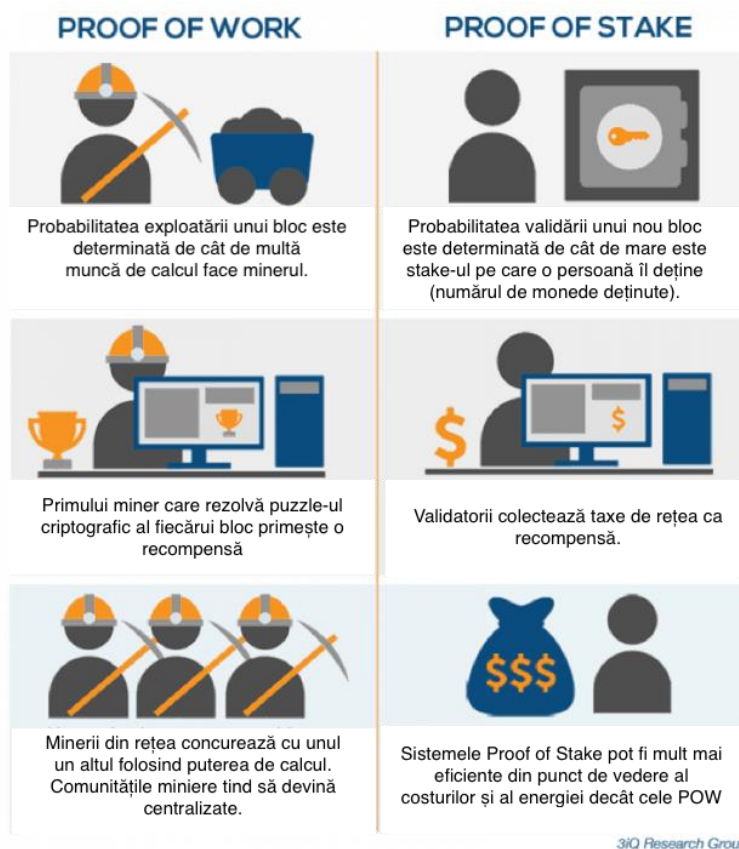 PROOF OF WORK
PROOF OF STAKE
Probabilitatea exploatării unui bloc este
determinată de cât de multă
muncă de calcul face minerul.
Probabilitatea validării unui nou bloc
este determinată de cât de mare este
stake-ul pe care o persoană îl deține
(numărul de monede deținute).
$
$
Primului miner care rezolvă puzzle-ul
criptografic al fiecărui bloc primește o
recompensă
Validatorii colectează taxe de rețea ca
recompensă.
$$$
Minerii din rețea concurează cu unul
un altul folosind puterea de calcul.
Comunitățile miniere tind să devină
centralizate.
Sistemele Proof of Stake pot fi mult mai
eficiente din punct de vedere al
costurilor și al energiei decât cele POW
3iQ Research Grou